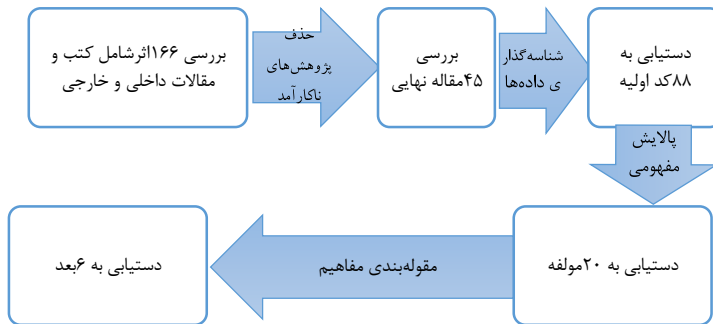 بررسی ۱۶۶اثرشامل کتب و
مقالات داخلی و خارجی
حذف
پژوهش‌های
ناکارآمد
بررسی
۴۵مقاله نهایی
شناسه‌گذار
ی داده‌ها
دستیابی به
۸۸کد اولیه
پالایش
مفهومی
دستیابی به ۲۰مولفه
مقوله‌بندی مفاهیم
دستیابی به ۶بعد